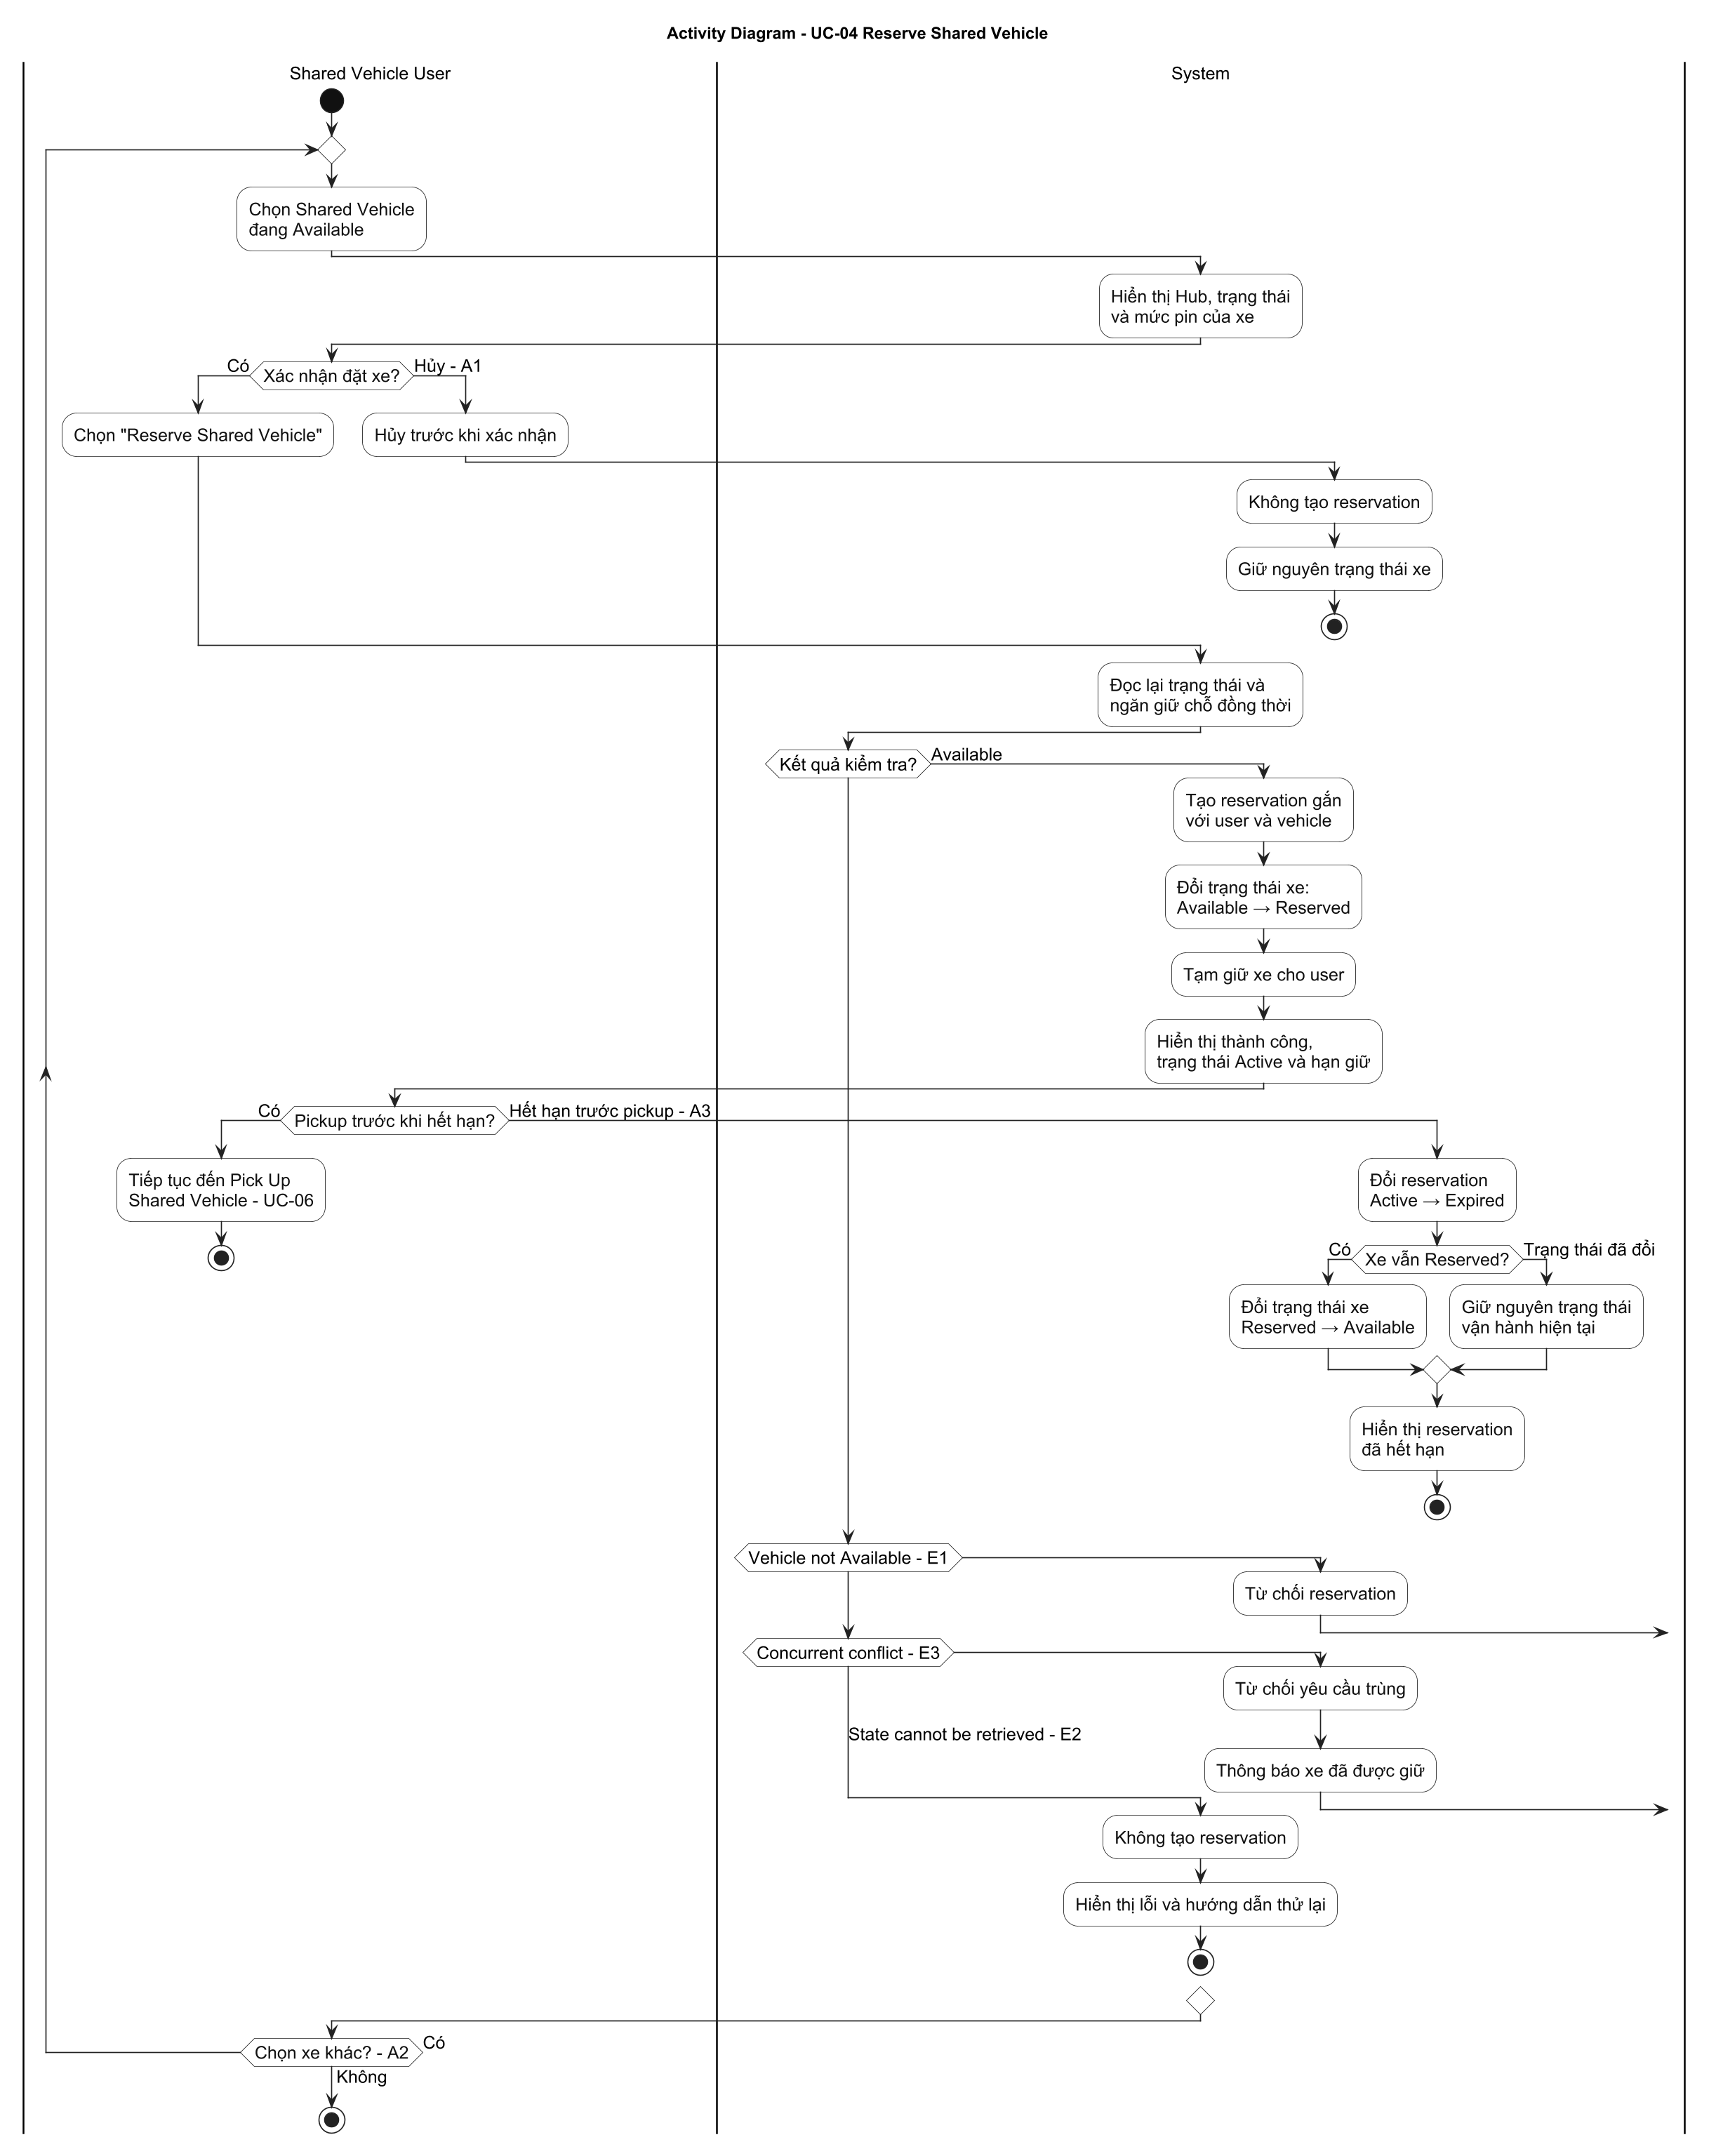 Activity Diagram - UC-04 Reserve Shared Vehicle
Shared Vehicle User
System
Chọn Shared Vehicle
đang Available
Hiển thị Hub, trạng thái
và mức pin của xe
Có
Xác nhận đặt xe?
Hủy - A1
Chọn "Reserve Shared Vehicle"
Hủy trước khi xác nhận
Không tạo reservation
Giữ nguyên trạng thái xe
Đọc lại trạng thái và
ngăn giữ chỗ đồng thời
Kết quả kiểm tra?
Available
Tạo reservation gắn
với user và vehicle
Đổi trạng thái xe:
Available → Reserved
Tạm giữ xe cho user
Hiển thị thành công,
trạng thái Active và hạn giữ
Có
Pickup trước khi hết hạn?
Hết hạn trước pickup - A3
Tiếp tục đến Pick Up
Shared Vehicle - UC-06
Đổi reservation
Active → Expired
Có
Xe vẫn Reserved?
Trạng thái đã đổi
Đổi trạng thái xe
Reserved → Available
Giữ nguyên trạng thái
vận hành hiện tại
Hiển thị reservation
đã hết hạn
Vehicle not Available - E1
Từ chối reservation
Concurrent conflict - E3
Từ chối yêu cầu trùng
State cannot be retrieved - E2
Thông báo xe đã được giữ
Không tạo reservation
Hiển thị lỗi và hướng dẫn thử lại
Chọn xe khác? - A2
Có
Không